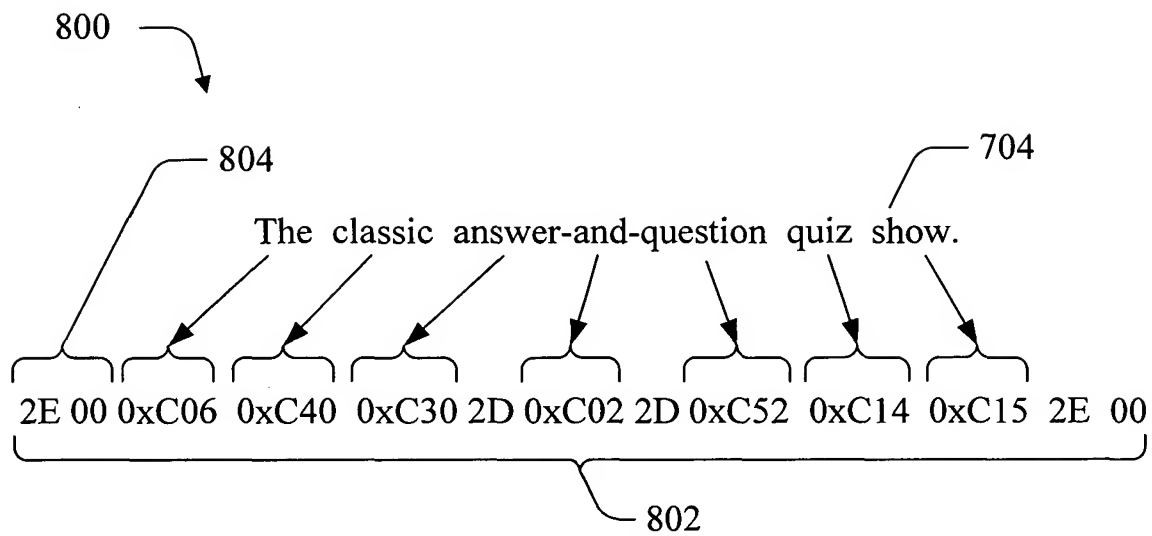 800
804
704
The classic answer-and-question quiz show.
2E 00 0xC06 0xC40 0xC30 2D 0xC02 2D 0xC52 0xC14 0xC15 2E 00
802